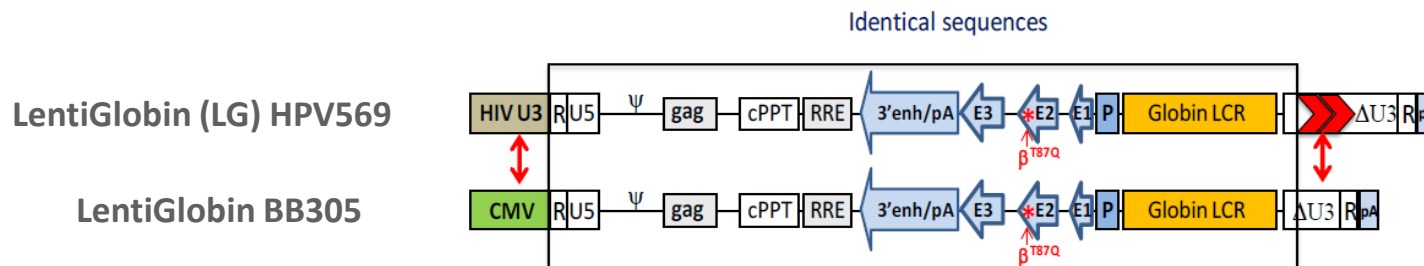 Identical sequences
LentiGlobin (LG) HPV569
HIV U3 R U5 ψ gag cPPT RRE 3'enh/pA E3 *E2 E1 P Globin LCR ΔU3 R p
β^T87Q
LentiGlobin BB305
CMV R U5 ψ gag cPPT RRE 3'enh/pA E3 *E2 E1 P Globin LCR ΔU3 R pA
β^T87Q